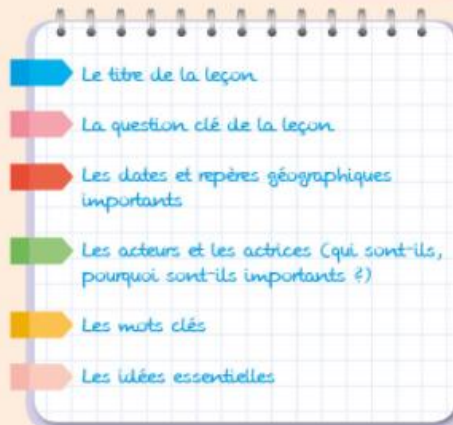 Le titre de la leçon
La question clé de la leçon
Les dates et repères géographiques
importants
Les acteurs et les actrices (qui sont-ils,
pourquoi sont-ils importants ?)
Les mots clés
Les idées essentielles